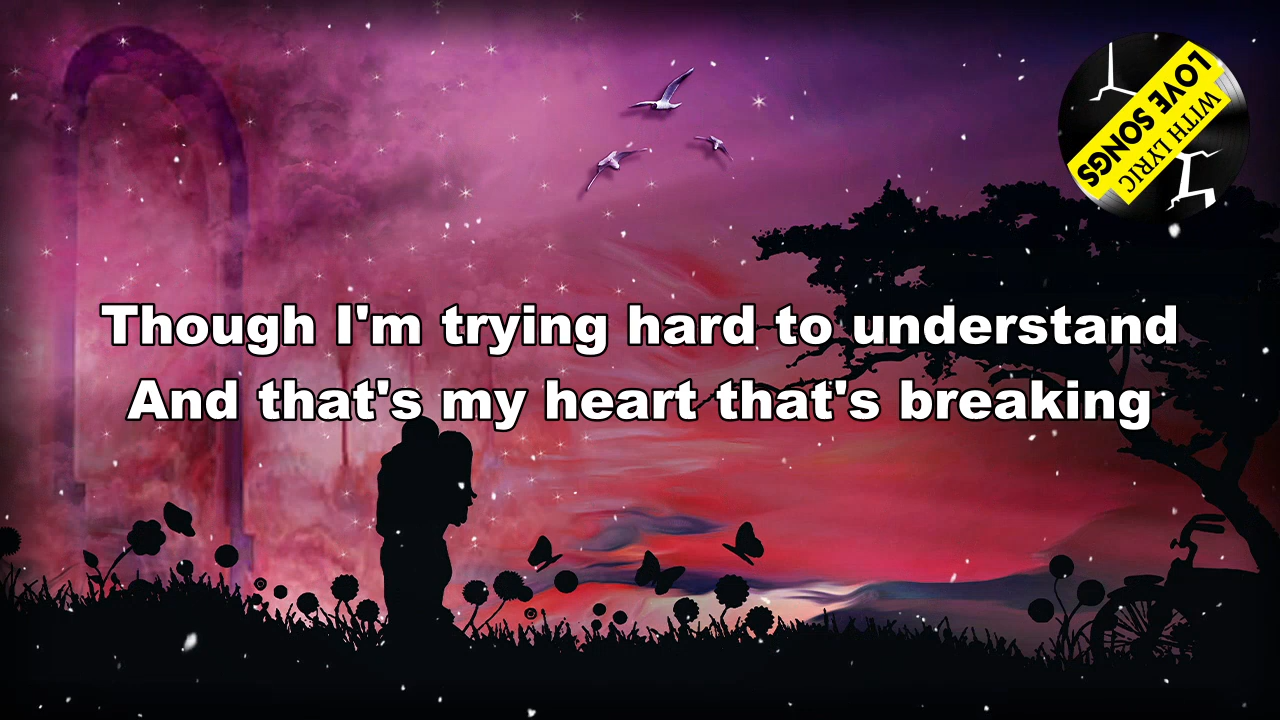 LOVE SONGS
WITH LYRIC
Though I'm trying hard to understand
And that's my heart that's breaking